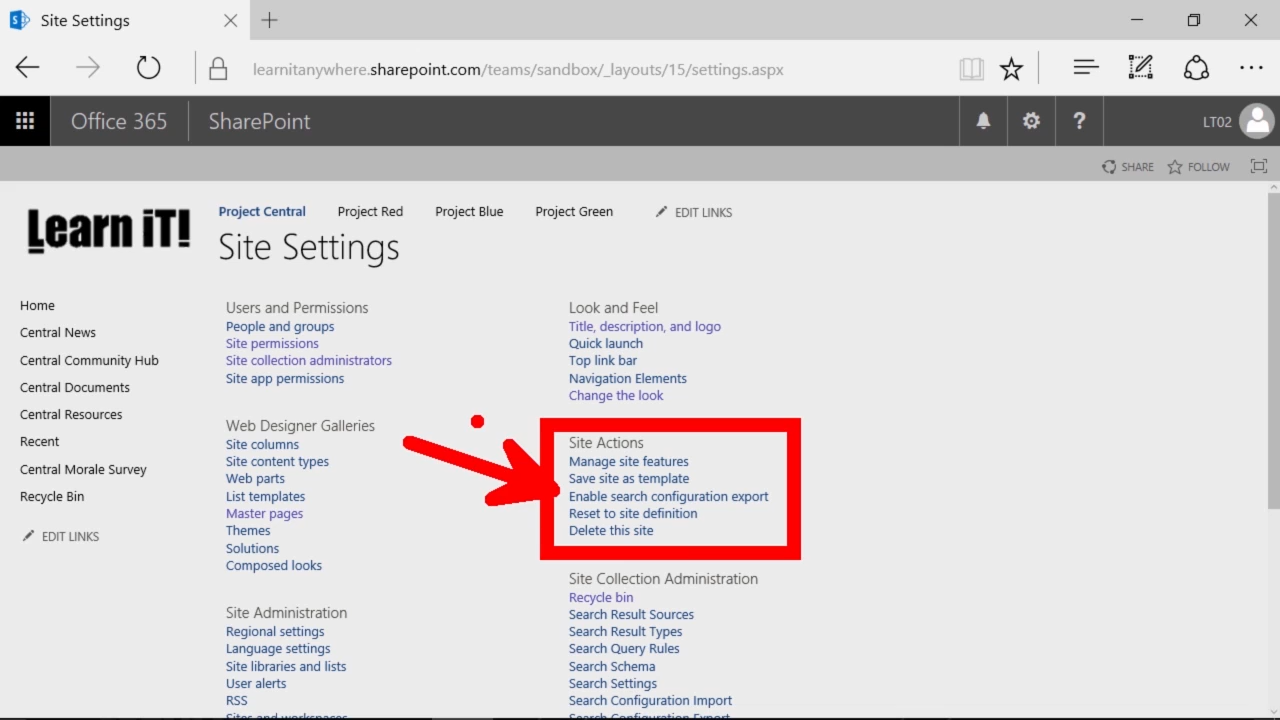 Site Settings
learnitanywhere.sharepoint.com/teams/sandbox/_layouts/15/settings.aspx
Office 365
SharePoint
?
LT02
SHARE
FOLLOW
Learn iT!
Project Central
Project Red
Project Blue
Project Green
EDIT LINKS
Site Settings
Home
Central News
Central Community Hub
Central Documents
Central Resources
Recent
Central Morale Survey
Recycle Bin
EDIT LINKS
Users and Permissions
People and groups
Site permissions
Site collection administrators
Site app permissions
Web Designer Galleries
Site columns
Site content types
Web parts
List templates
Master pages
Themes
Solutions
Composed looks
Site Administration
Regional settings
Language settings
Site libraries and lists
User alerts
RSS
Sites and workspaces
Look and Feel
Title, description, and logo
Quick launch
Top link bar
Navigation Elements
Change the look
Site Actions
Manage site features
Save site as template
Enable search configuration export
Reset to site definition
Delete this site
Site Collection Administration
Recycle bin
Search Result Sources
Search Result Types
Search Query Rules
Search Schema
Search Settings
Search Configuration Import
Search Configuration Export